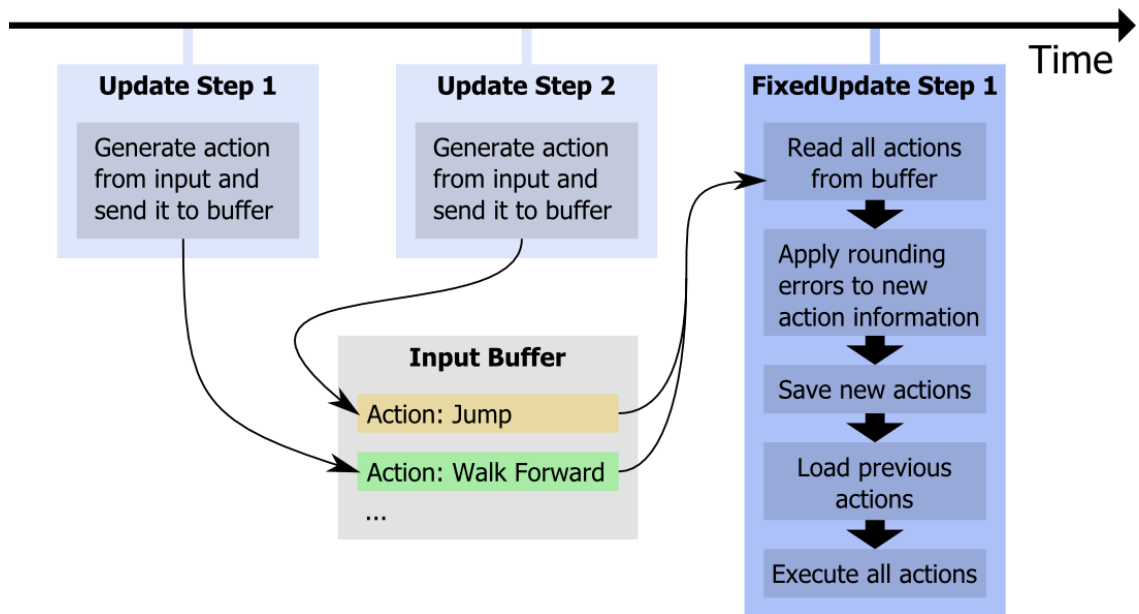 Time
Update Step 1
Generate action
from input and
send it to buffer
Update Step 2
Generate action
from input and
send it to buffer
Input Buffer
Action: Jump
Action: Walk Forward
...
FixedUpdate Step 1
Read all actions
from buffer
Apply rounding
errors to new
action information
Save new actions
Load previous
actions
Execute all actions